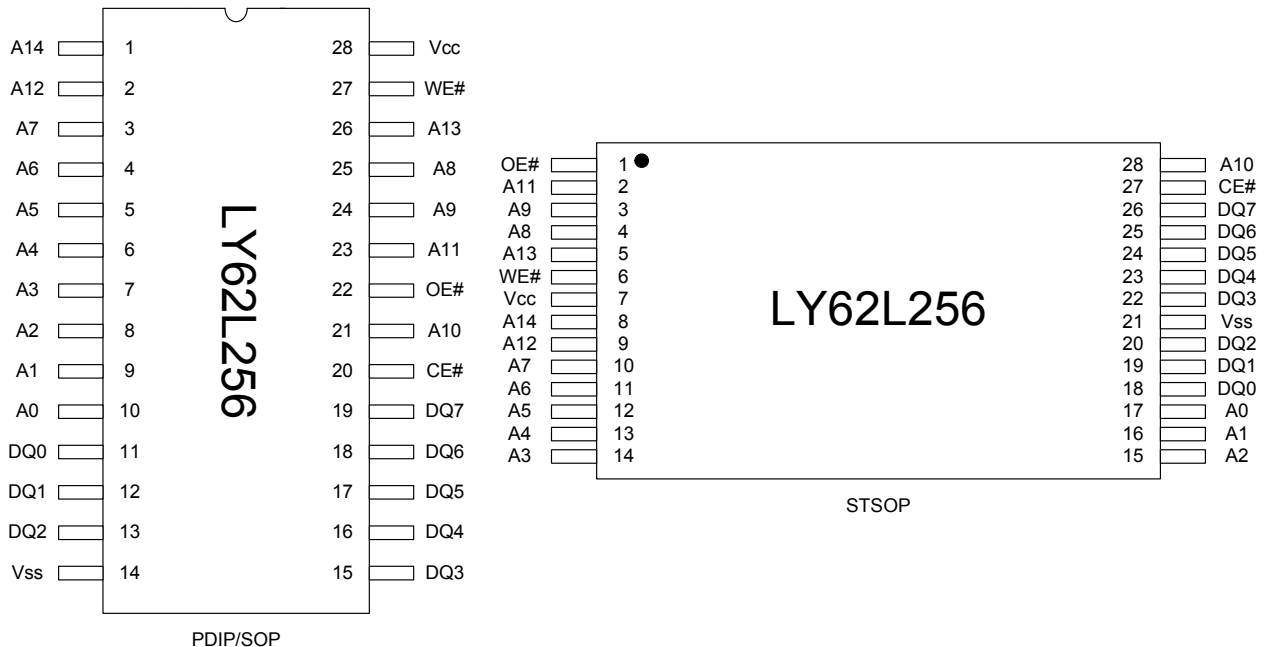 A14 1 28 Vcc
A12 2 27 WE#
A7 3 26 A13
A6 4 25 A8
A5 5 24 A9
A4 6 23 A11
A3 7 22 OE#
A2 8 21 A10
A1 9 20 CE#
A0 10 19 DQ7
DQ0 11 18 DQ6
DQ1 12 17 DQ5
DQ2 13 16 DQ4
Vss 14 15 DQ3
LY62L256
PDIP/SOP
OE# 1 28 A10
A11 2 27 CE#
A9 3 26 DQ7
A8 4 25 DQ6
A13 5 24 DQ5
WE# 6 23 DQ4
Vcc 7 22 DQ3
A14 8 21 Vss
A12 9 20 DQ2
A7 10 19 DQ1
A6 11 18 DQ0
A5 12 17 A0
A4 13 16 A1
A3 14 15 A2
LY62L256
STSOP